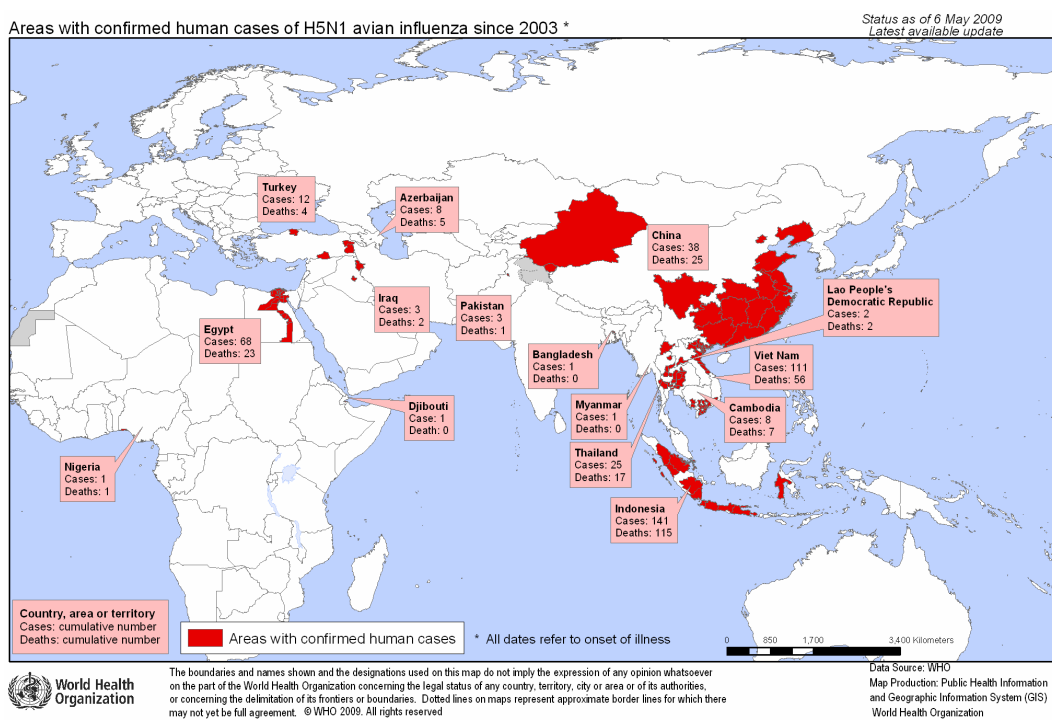 Areas with confirmed human cases of H5N1 avian influenza since 2003 *
Status as of 6 May 2009
Latest available update
Turkey
Cases: 12
Deaths: 4
Azerbaijan
Cases: 8
Deaths: 5
China
Cases: 38
Deaths: 25
Lao People's
Democratic Republic
Cases: 2
Deaths: 2
Iraq
Cases: 3
Deaths: 2
Pakistan
Cases: 3
Deaths: 1
Egypt
Cases: 68
Deaths: 23
Bangladesh
Cases: 1
Deaths: 0
Viet Nam
Cases: 111
Deaths: 56
Djibouti
Case: 1
Death: 0
Myanmar
Cases: 1
Deaths: 0
Cambodia
Cases: 8
Deaths: 7
Thailand
Cases: 25
Deaths: 17
Nigeria
Cases: 1
Deaths: 1
Indonesia
Cases: 141
Deaths: 115
Country, area or territory
Cases: cumulative number
Deaths: cumulative number
Areas with confirmed human cases
* All dates refer to onset of illness
0 850 1,700 3,400 Kilometers
World Health
Organization
The boundaries and names shown and the designations used on this map do not imply the expression of any opinion whatsoever
on the part of the World Health Organization concerning the legal status of any country, territory, city or area or of its authorities,
or concerning the delimitation of its frontiers or boundaries. Dotted lines on maps represent approximate border lines for which there
may not yet be full agreement. © WHO 2009. All rights reserved
Data Source: WHO
Map Production: Public Health Information
and Geographic Information System (GIS)
World Health Organization